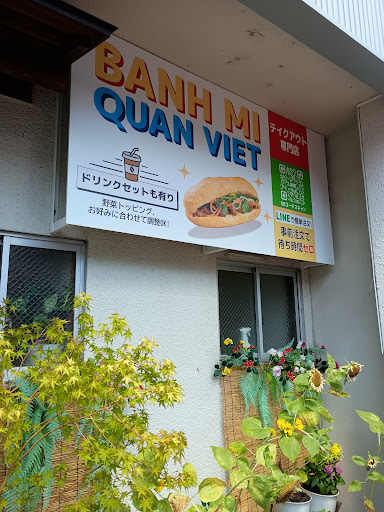 BANH MI
QUAN VIET
テイクアウト
専門店
ドリンクセットも有り
野菜トッピング、
お好みに合わせて調整OK!
LINEで簡単注文
事前注文で
待ち時間ゼロ